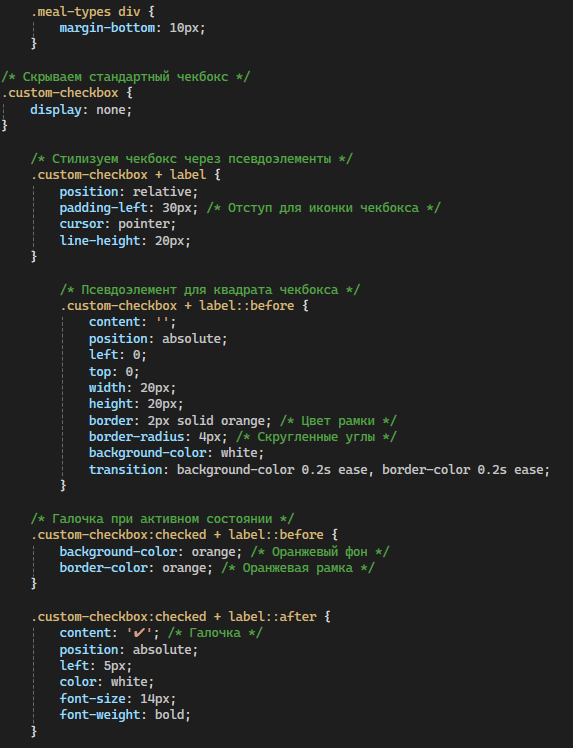 .meal-types div {
margin-bottom: 10px;
}
/* Скрываем стандартный чекбокс */
.custom-checkbox {
display: none;
}
/* Стилизуем чекбокс через псевдоэлементы */
.custom-checkbox + label {
position: relative;
padding-left: 30px; /* Отступ для иконки чекбокса */
cursor: pointer;
line-height: 20px;
}
/* Псевдоэлемент для квадрата чекбокса */
.custom-checkbox + label::before {
content: '';
position: absolute;
left: 0;
top: 0;
width: 20px;
height: 20px;
border: 2px solid orange; /* Цвет рамки */
border-radius: 4px; /* Скругленные углы */
background-color: white;
transition: background-color 0.2s ease, border-color 0.2s ease;
}
/* Галочка при активном состоянии */
.custom-checkbox:checked + label::before {
background-color: orange; /* Оранжевый фон */
border-color: orange; /* Оранжевая рамка */
}
.custom-checkbox:checked + label::after {
content: '✔'; /* Галочка */
position: absolute;
left: 5px;
color: white;
font-size: 14px;
font-weight: bold;
}